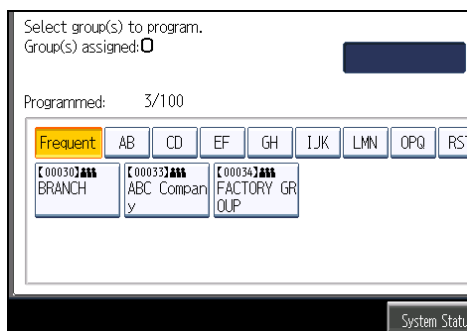 Select group(s) to program.
Group(s) assigned:0
Programmed: 3/100
Frequent AB CD EF GH IJK LMN OPQ RST
【00030】 【00033】 【00034】
BRANCH ABC Compan FACTORY GR
y OUP
System Statu